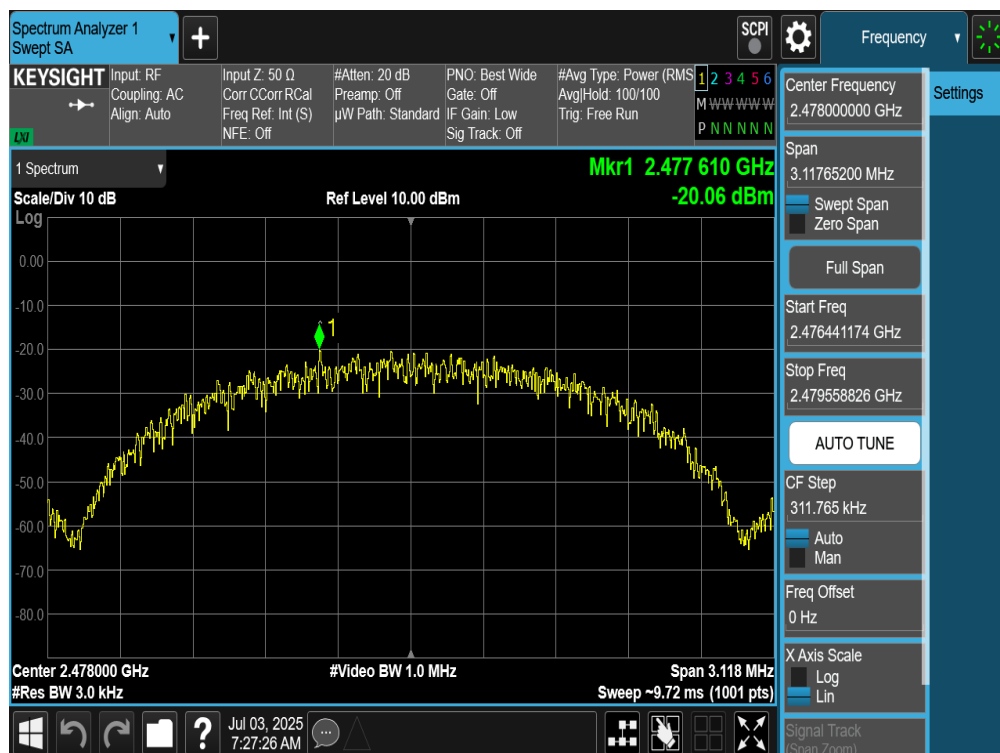 Spectrum Analyzer 1
Swept SA
+
SCPI
Frequency
KEYSIGHT
LXI
Input: RF
Coupling: AC
Align: Auto
Input Z: 50 Ω
Corr CCorr RCal
Freq Ref: Int (S)
NFE: Off
#Atten: 20 dB
Preamp: Off
µW Path: Standard
PNO: Best Wide
Gate: Off
IF Gain: Low
Sig Track: Off
#Avg Type: Power (RMS
Avg|Hold: 100/100
Trig: Free Run
1 2 3 4 5 6
M W W W W W
P N N N N N
1 Spectrum
Mkr1 2.477 610 GHz
-20.06 dBm
Scale/Div 10 dB
Ref Level 10.00 dBm
Log
0.00
-10.0
-20.0
-30.0
-40.0
-50.0
-60.0
-70.0
-80.0
1
Center 2.478000 GHz
#Video BW 1.0 MHz
Span 3.118 MHz
#Res BW 3.0 kHz
Sweep ~9.72 ms (1001 pts)
Center Frequency
2.478000000 GHz
Span
3.11765200 MHz
Swept Span
Zero Span
Full Span
Start Freq
2.476441174 GHz
Stop Freq
2.479558826 GHz
AUTO TUNE
CF Step
311.765 kHz
Auto
Man
Freq Offset
0 Hz
X Axis Scale
Log
Lin
Signal Track
(Span Zoom)
Settings
?
Jul 03, 2025
7:27:26 AM